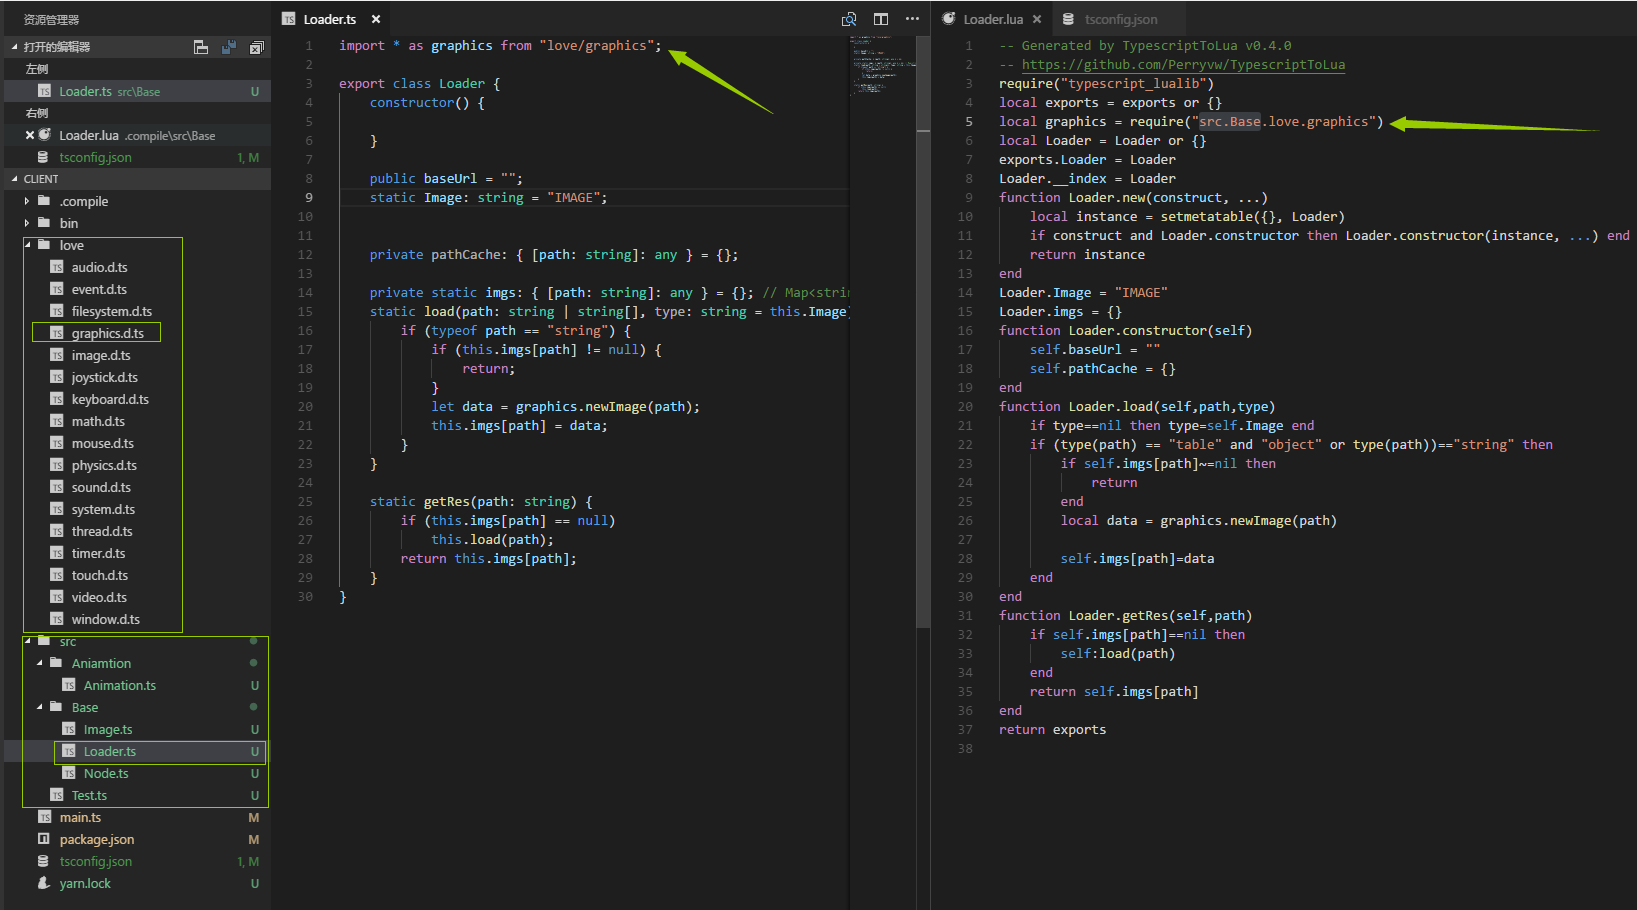 资源管理器
打开的编辑器
左侧
Loader.ts src\Base U
右侧
Loader.lua .compile\src\Base
tsconfig.json 1, M
CLIENT
.compile
bin
love
audio.d.ts
event.d.ts
filesystem.d.ts
graphics.d.ts
image.d.ts
joystick.d.ts
keyboard.d.ts
math.d.ts
mouse.d.ts
physics.d.ts
sound.d.ts
system.d.ts
thread.d.ts
timer.d.ts
touch.d.ts
video.d.ts
window.d.ts
src
Aniamtion
Animation.ts U
Base
Image.ts U
Loader.ts U
Node.ts U
Test.ts U
main.ts M
package.json M
tsconfig.json 1, M
yarn.lock U
Loader.ts
1 import * as graphics from "love/graphics";
2
3 export class Loader {
4 constructor() {
5
6 }
7
8 public baseUrl = "";
9 static Image: string = "IMAGE";
10
11
12 private pathCache: { [path: string]: any } = {};
13
14 private static imgs: { [path: string]: any } = {}; // Map<strin
15 static load(path: string | string[], type: string = this.Image)
16 if (typeof path == "string") {
17 if (this.imgs[path] != null) {
18 return;
19 }
20 let data = graphics.newImage(path);
21 this.imgs[path] = data;
22 }
23 }
24
25 static getRes(path: string) {
26 if (this.imgs[path] == null)
27 this.load(path);
28 return this.imgs[path];
29 }
30 }
Loader.lua
tsconfig.json
1 -- Generated by TypescriptToLua v0.4.0
2 -- https://github.com/Perryvw/TypescriptToLua
3 require("typescript_lualib")
4 local exports = exports or {}
5 local graphics = require("src.Base.love.graphics")
6 local Loader = Loader or {}
7 exports.Loader = Loader
8 Loader.__index = Loader
9 function Loader.new(construct, ...)
10 local instance = setmetatable({}, Loader)
11 if construct and Loader.constructor then Loader.constructor(instance, ...) end
12 return instance
13 end
14 Loader.Image = "IMAGE"
15 Loader.imgs = {}
16 function Loader.constructor(self)
17 self.baseUrl = ""
18 self.pathCache = {}
19 end
20 function Loader.load(self,path,type)
21 if type==nil then type=self.Image end
22 if (type(path) == "table" and "object" or type(path))=="string" then
23 if self.imgs[path]~=nil then
24 return
25 end
26 local data = graphics.newImage(path)
27
28 self.imgs[path]=data
29 end
30 end
31 function Loader.getRes(self,path)
32 if self.imgs[path]==nil then
33 self:load(path)
34 end
35 return self.imgs[path]
36 end
37 return exports
38